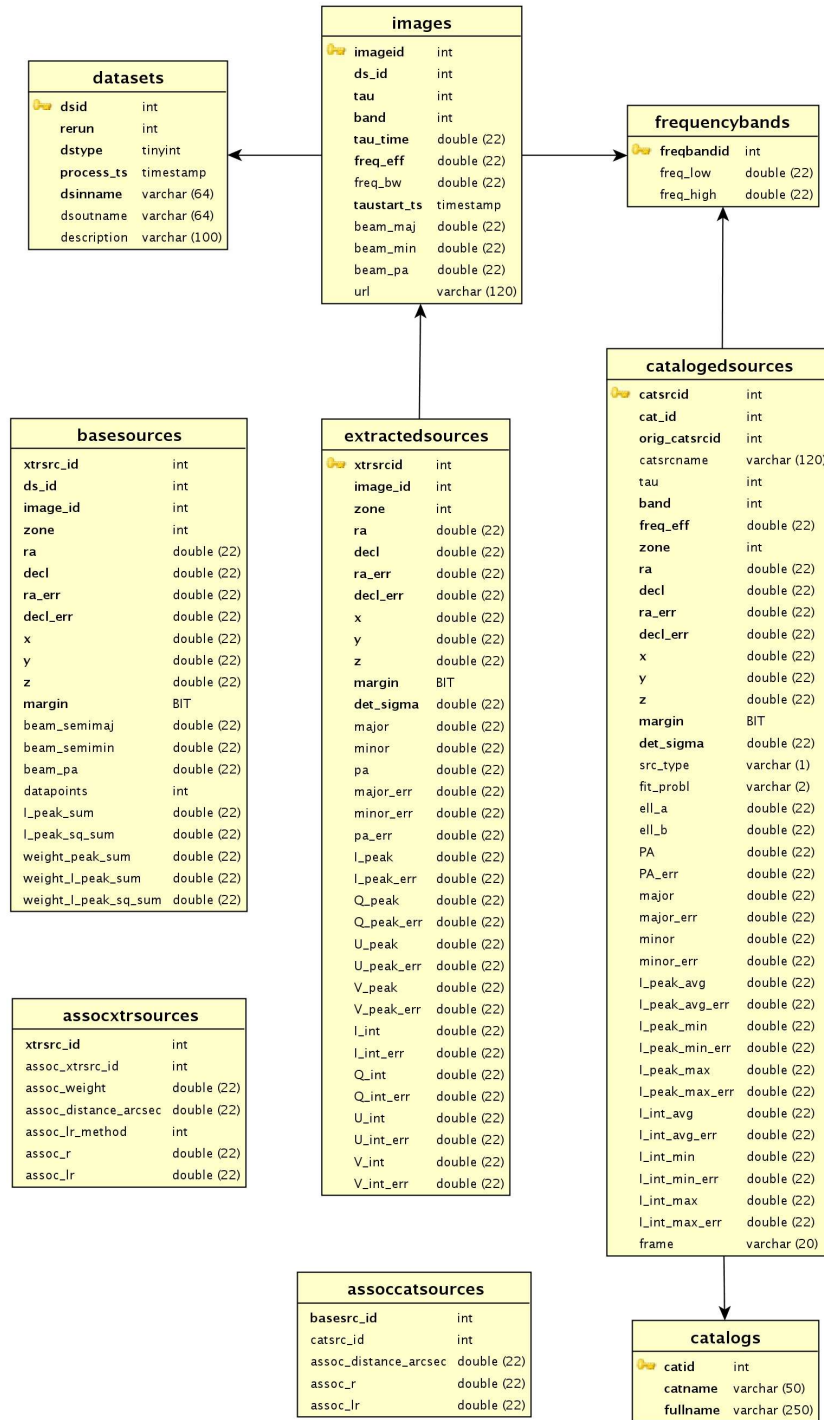 images
imageid int
ds_id int
tau int
band int
tau_time double (22)
freq_eff double (22)
freq_bw double (22)
taustart_ts timestamp
beam_maj double (22)
beam_min double (22)
beam_pa double (22)
url varchar (120)
datasets
dsid int
rerun int
dstype tinyint
process_ts timestamp
dsinname varchar (64)
dsoutname varchar (64)
description varchar (100)
frequencybands
freqbandid int
freq_low double (22)
freq_high double (22)
basesources
xtrsrc_id int
ds_id int
image_id int
zone int
ra double (22)
decl double (22)
ra_err double (22)
decl_err double (22)
x double (22)
y double (22)
z double (22)
margin BIT
beam_semimaj double (22)
beam_semimin double (22)
beam_pa double (22)
datapoints int
I_peak_sum double (22)
I_peak_sq_sum double (22)
weight_peak_sum double (22)
weight_I_peak_sum double (22)
weight_I_peak_sq_sum double (22)
extractedsources
xtrsrcid int
image_id int
zone int
ra double (22)
decl double (22)
ra_err double (22)
decl_err double (22)
x double (22)
y double (22)
z double (22)
margin BIT
det_sigma double (22)
major double (22)
minor double (22)
pa double (22)
major_err double (22)
minor_err double (22)
pa_err double (22)
I_peak double (22)
I_peak_err double (22)
Q_peak double (22)
Q_peak_err double (22)
U_peak double (22)
U_peak_err double (22)
V_peak double (22)
V_peak_err double (22)
I_int double (22)
I_int_err double (22)
Q_int double (22)
Q_int_err double (22)
U_int double (22)
U_int_err double (22)
V_int double (22)
V_int_err double (22)
catalogedsources
catsrcid int
cat_id int
orig_catsrcid int
catsrcname varchar (120)
tau int
band int
freq_eff double (22)
zone int
ra double (22)
decl double (22)
ra_err double (22)
decl_err double (22)
x double (22)
y double (22)
z double (22)
margin BIT
det_sigma double (22)
src_type varchar (1)
fit_probl varchar (2)
ell_a double (22)
ell_b double (22)
PA double (22)
PA_err double (22)
major double (22)
major_err double (22)
minor double (22)
minor_err double (22)
I_peak_avg double (22)
I_peak_avg_err double (22)
I_peak_min double (22)
I_peak_min_err double (22)
I_peak_max double (22)
I_peak_max_err double (22)
I_int_avg double (22)
I_int_avg_err double (22)
I_int_min double (22)
I_int_min_err double (22)
I_int_max double (22)
I_int_max_err double (22)
frame varchar (20)
assocxtrsources
xtrsrc_id int
assoc_xtrsrc_id int
assoc_weight double (22)
assoc_distance_arcsec double (22)
assoc_lr_method int
assoc_r double (22)
assoc_lr double (22)
assoccatsources
basesrc_id int
catsrc_id int
assoc_distance_arcsec double (22)
assoc_r double (22)
assoc_lr double (22)
catalogs
catid int
catname varchar (50)
fullname varchar (250)